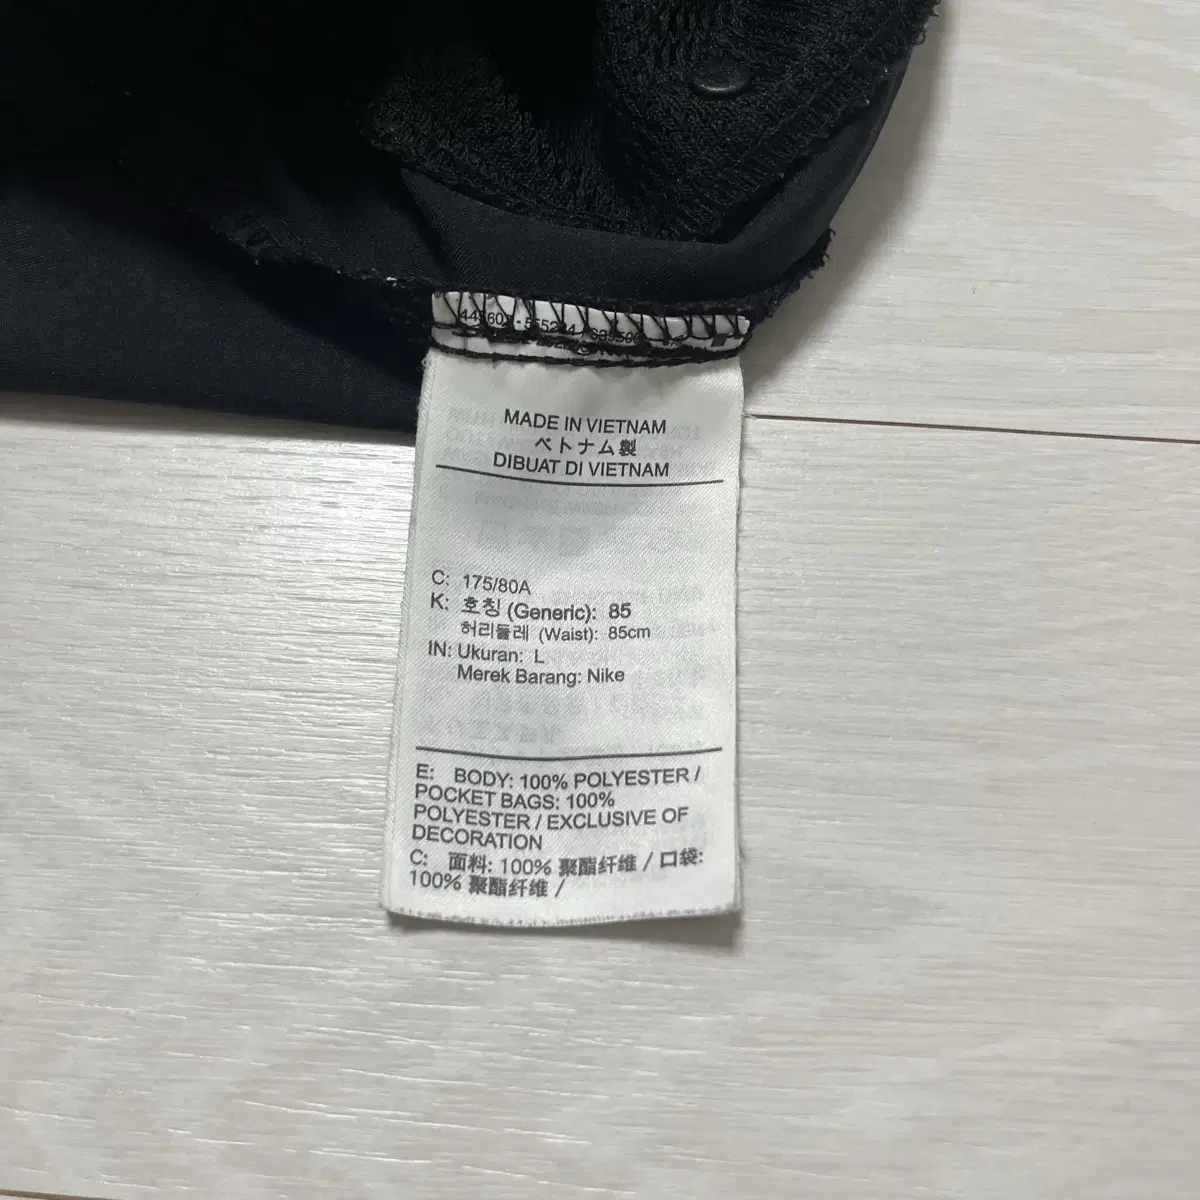 MADE IN VIETNAM
ベトナム製
DIBUAT DI VIETNAM
C: 175/80A
K: 호칭 (Generic): 85
허리둘레 (Waist): 85cm
IN: Ukuran: L
Merek Barang: Nike
E: BODY: 100% POLYESTER /
POCKET BAGS: 100%
POLYESTER / EXCLUSIVE OF
DECORATION
C: 面料: 100% 聚酯纤维 / 口袋:
100% 聚酯纤维 /